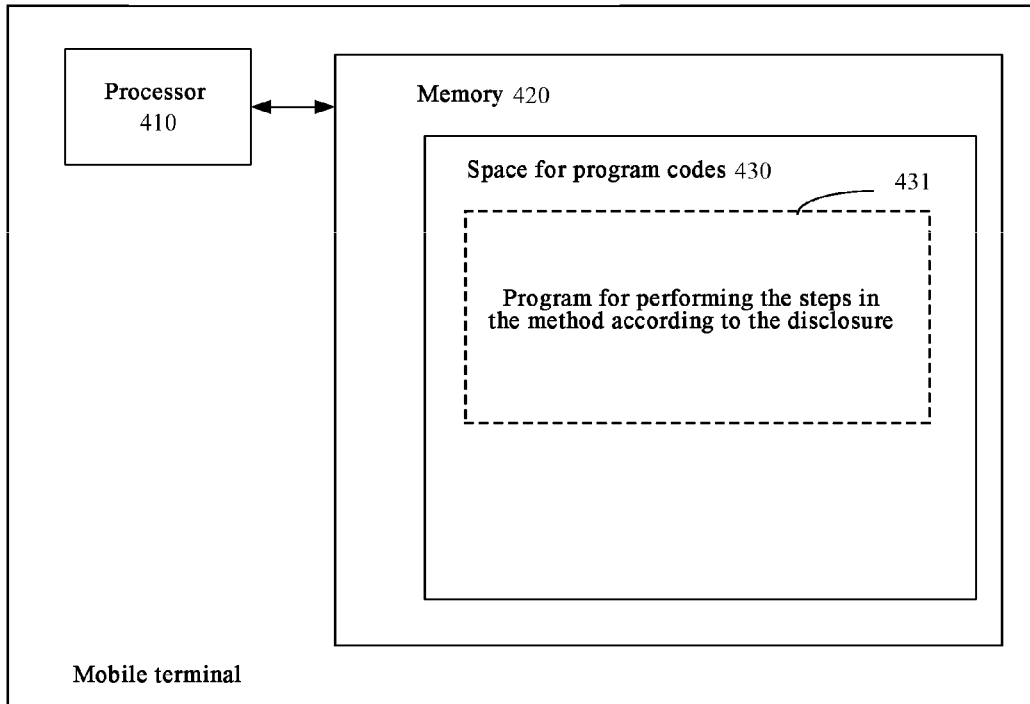 Processor
410
Memory 420
Space for program codes 430
431
Program for performing the steps in
the method according to the disclosure
Mobile terminal